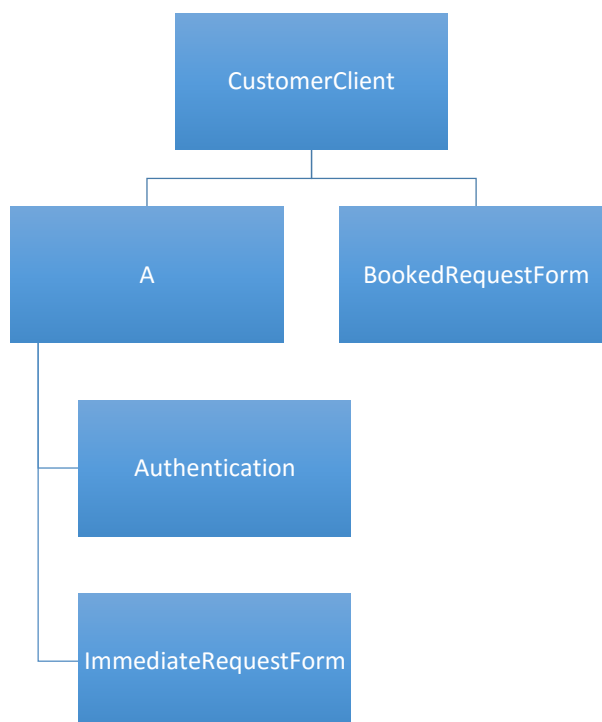 CustomerClient
A
BookedRequestForm
Authentication
ImmediateRequestForm